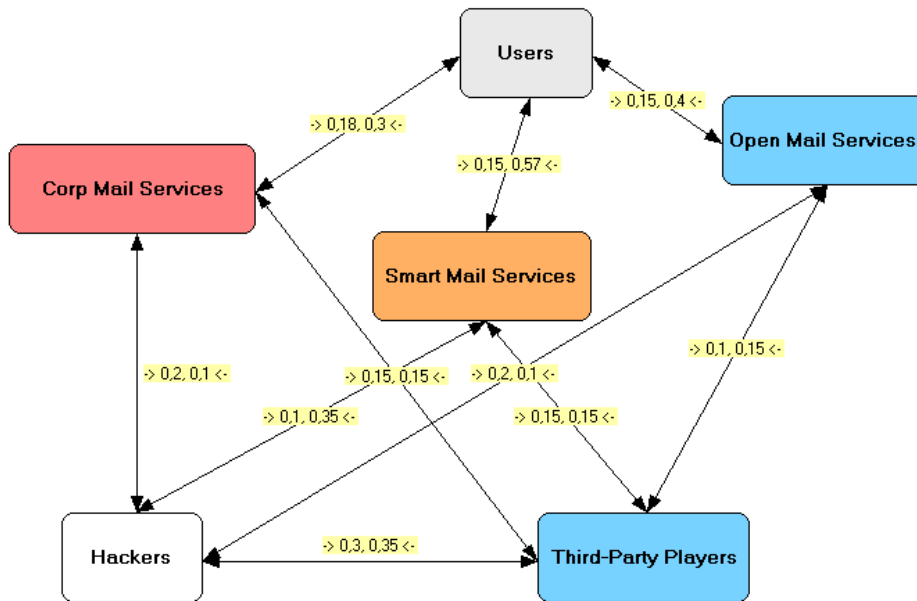 Users
-> 0,15, 0,4 <-
-> 0,18, 0,3 <-
Open Mail Services
-> 0,15, 0,57 <-
Corp Mail Services
Smart Mail Services
-> 0,1, 0,15 <-
-> 0,2, 0,1 <-
-> 0,15, 0,15 <-
-> 0,2, 0,1 <-
-> 0,1, 0,35 <-
-> 0,15, 0,15 <-
-> 0,3, 0,35 <-
Hackers
Third-Party Players